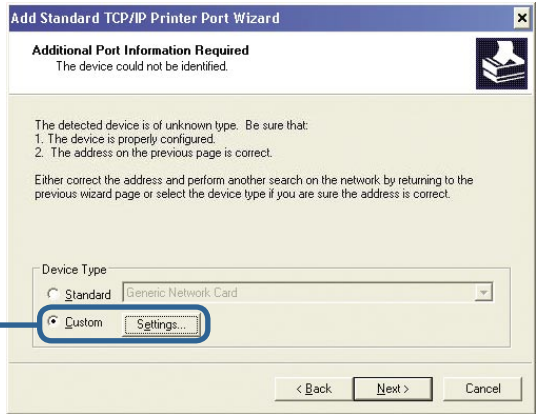 Add Standard TCP/IP Printer Port Wizard
Additional Port Information Required
The device could not be identified.
The detected device is of unknown type. Be sure that:
1. The device is properly configured.
2. The address on the previous page is correct.
Either correct the address and perform another search on the network by returning to the
previous wizard page or select the device type if you are sure the address is correct.
Device Type
Standard Generic Network Card
Custom Settings...
< Back Next > Cancel